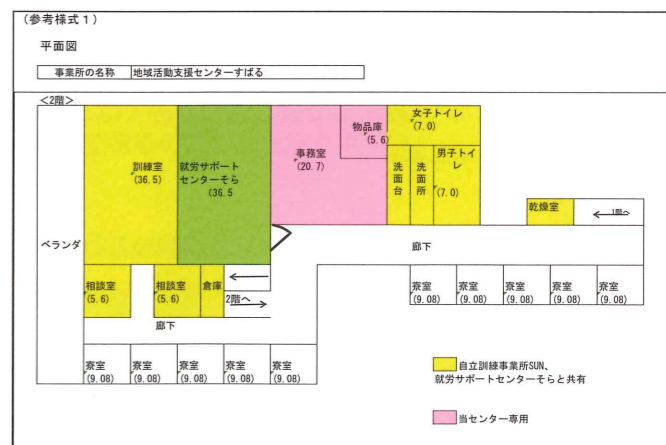 (参考様式1)
平面図
事業所の名称 地域活動支援センターすばる
<2階>
女子トイレ
(7.0)
物品庫
(5.6)
訓練室
(36.5)
就労サポート
センターそら
(36.5
事務室
(20.7)
洗面台
洗面所
男子トイレ
(7.0)
乾燥室
1階へ
ベランダ
廊下
相談室
(5.6)
相談室
(5.6)
倉庫
2階へ
廊下
寮室
(9.08)
寮室
(9.08)
寮室
(9.08)
寮室
(9.08)
寮室
(9.08)
寮室
(9.08)
寮室
(9.08)
寮室
(9.08)
寮室
(9.08)
寮室
(9.08)
自立訓練事業所SUN、
就労サポートセンターそらと共有
当センター専用